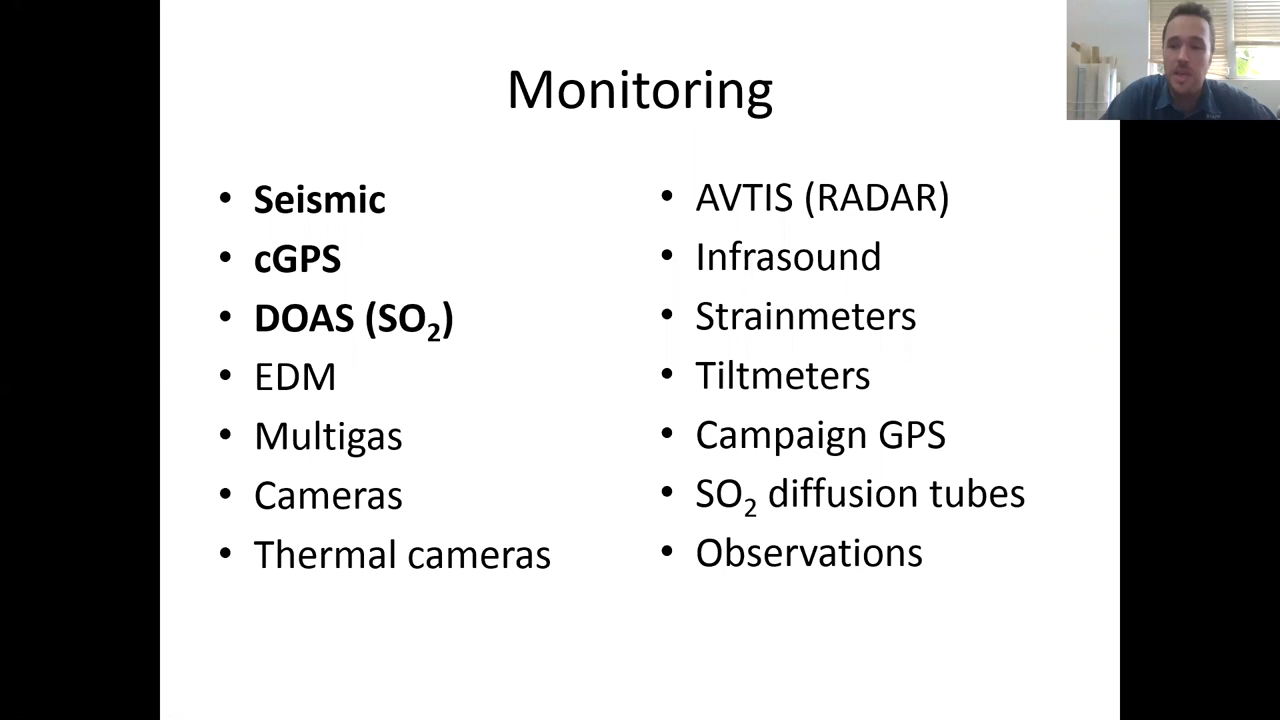 Monitoring
• Seismic
• cGPS
• DOAS (SO₂)
• EDM
• Multigas
• Cameras
• Thermal cameras
• AVTIS (RADAR)
• Infrasound
• Strainmeters
• Tiltmeters
• Campaign GPS
• SO₂ diffusion tubes
• Observations